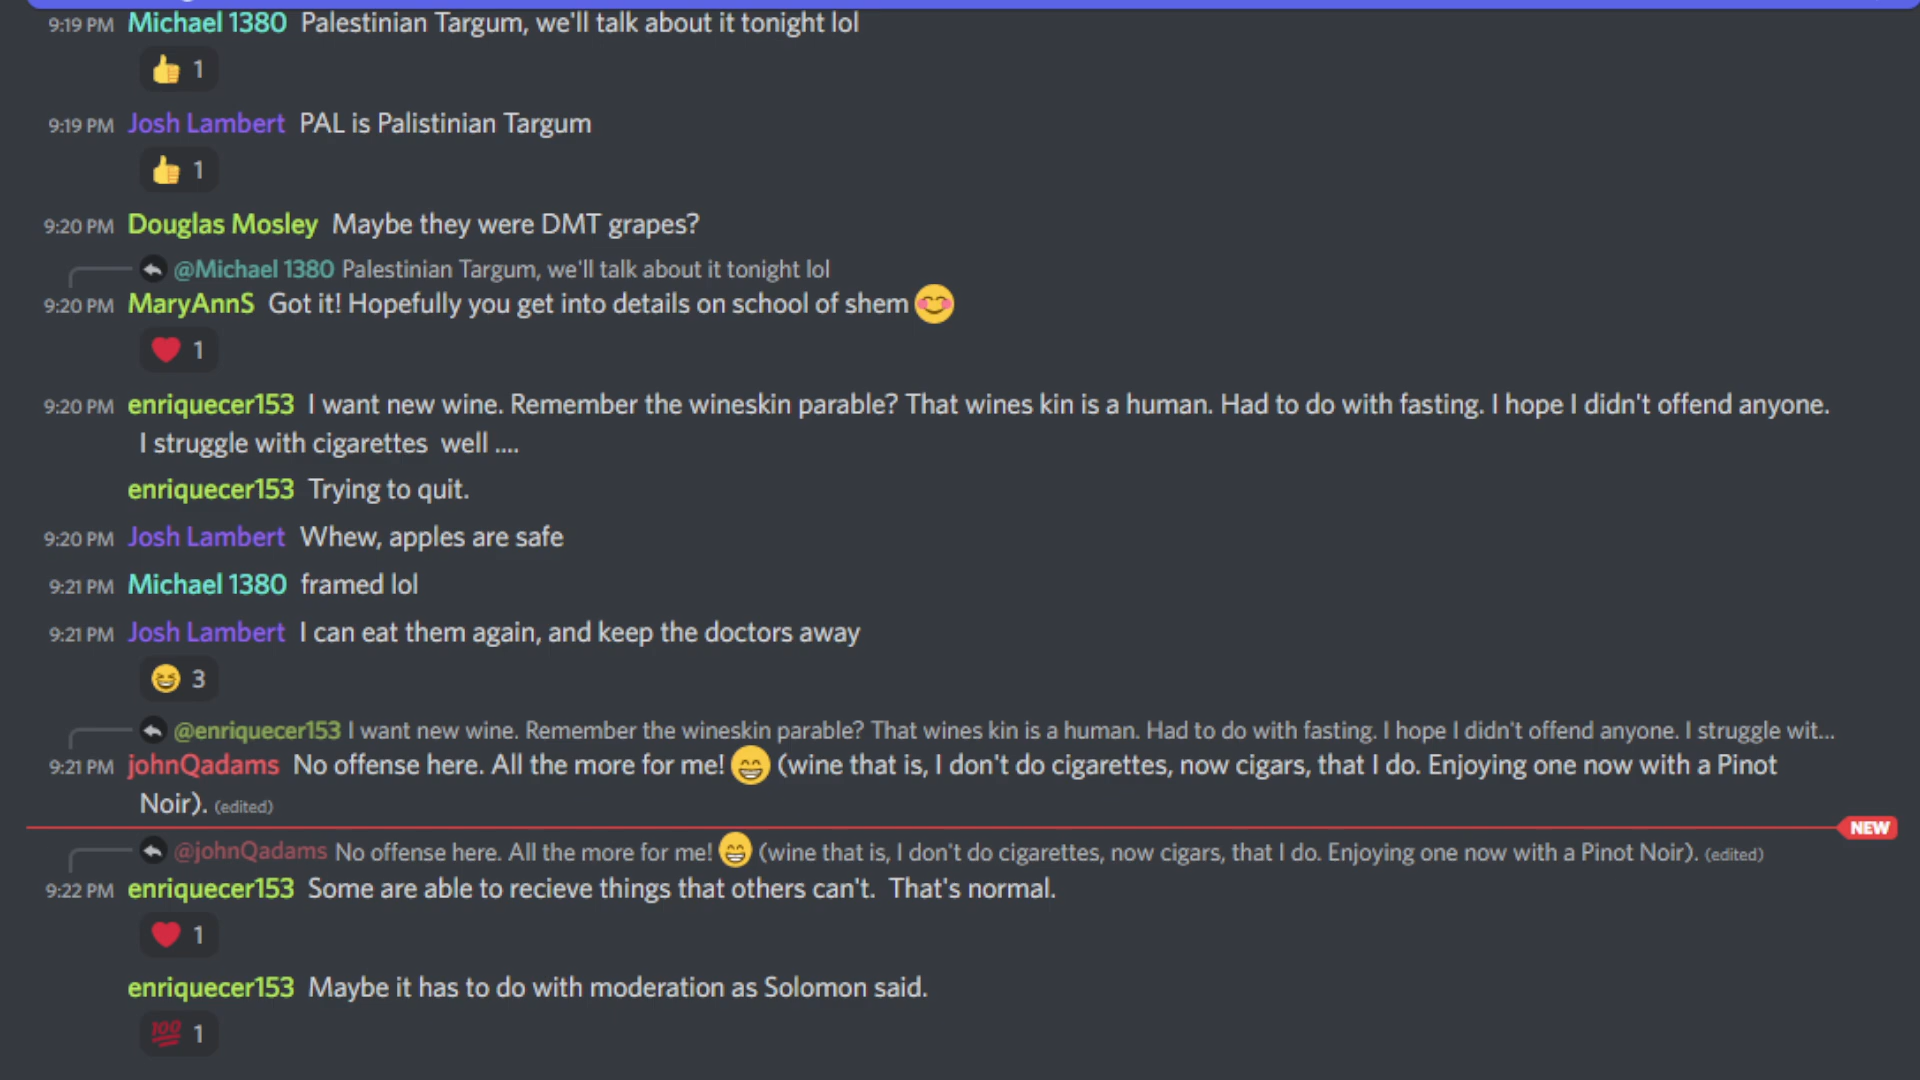 9:19 PM Michael 1380 Palestinian Targum, we'll talk about it tonight lol
👍 1
9:19 PM Josh Lambert PAL is Palistinian Targum
👍 1
9:20 PM Douglas Mosley Maybe they were DMT grapes?
@Michael 1380 Palestinian Targum, we'll talk about it tonight lol
9:20 PM MaryAnnS Got it! Hopefully you get into details on school of shem 😊
❤️ 1
9:20 PM enriquecer153 I want new wine. Remember the wineskin parable? That wines kin is a human. Had to do with fasting. I hope I didn't offend anyone.
I struggle with cigarettes  well ....
enriquecer153 Trying to quit.
9:20 PM Josh Lambert Whew, apples are safe
9:21 PM Michael 1380 framed lol
9:21 PM Josh Lambert I can eat them again, and keep the doctors away
😆 3
@enriquecer153 I want new wine. Remember the wineskin parable? That wines kin is a human. Had to do with fasting. I hope I didn't offend anyone. I struggle wit...
9:21 PM johnQadams No offense here. All the more for me! 😁 (wine that is, I don't do cigarettes, now cigars, that I do. Enjoying one now with a Pinot
Noir). (edited)
NEW
@johnQadams No offense here. All the more for me! 😁 (wine that is, I don't do cigarettes, now cigars, that I do. Enjoying one now with a Pinot Noir). (edited)
9:22 PM enriquecer153 Some are able to recieve things that others can't.  That's normal.
❤️ 1
enriquecer153 Maybe it has to do with moderation as Solomon said.
💯 1